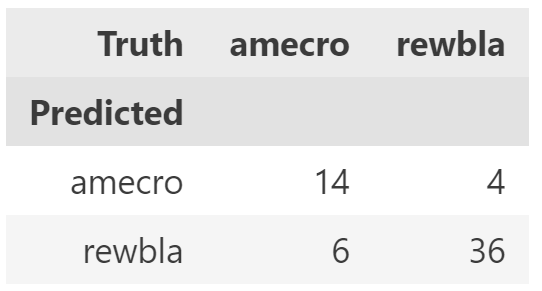 Truth amecro rewbla
Predicted
amecro 14 4
rewbla 6 36